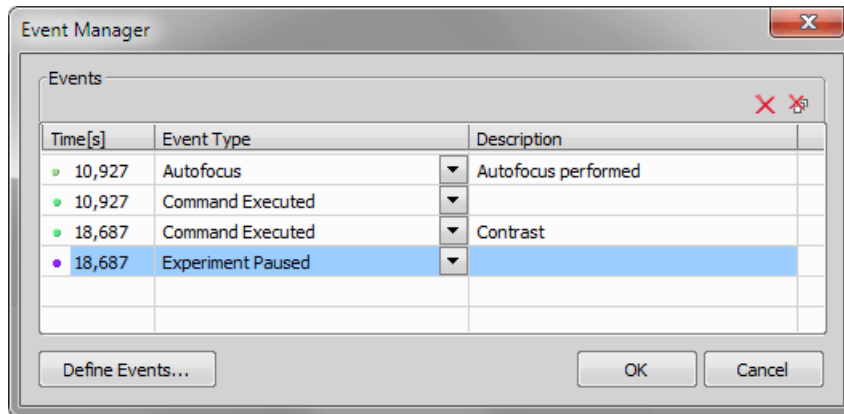 Event Manager
Events
Time[s] Event Type Description
10,927 Autofocus Autofocus performed
10,927 Command Executed
18,687 Command Executed Contrast
18,687 Experiment Paused
Define Events... OK Cancel